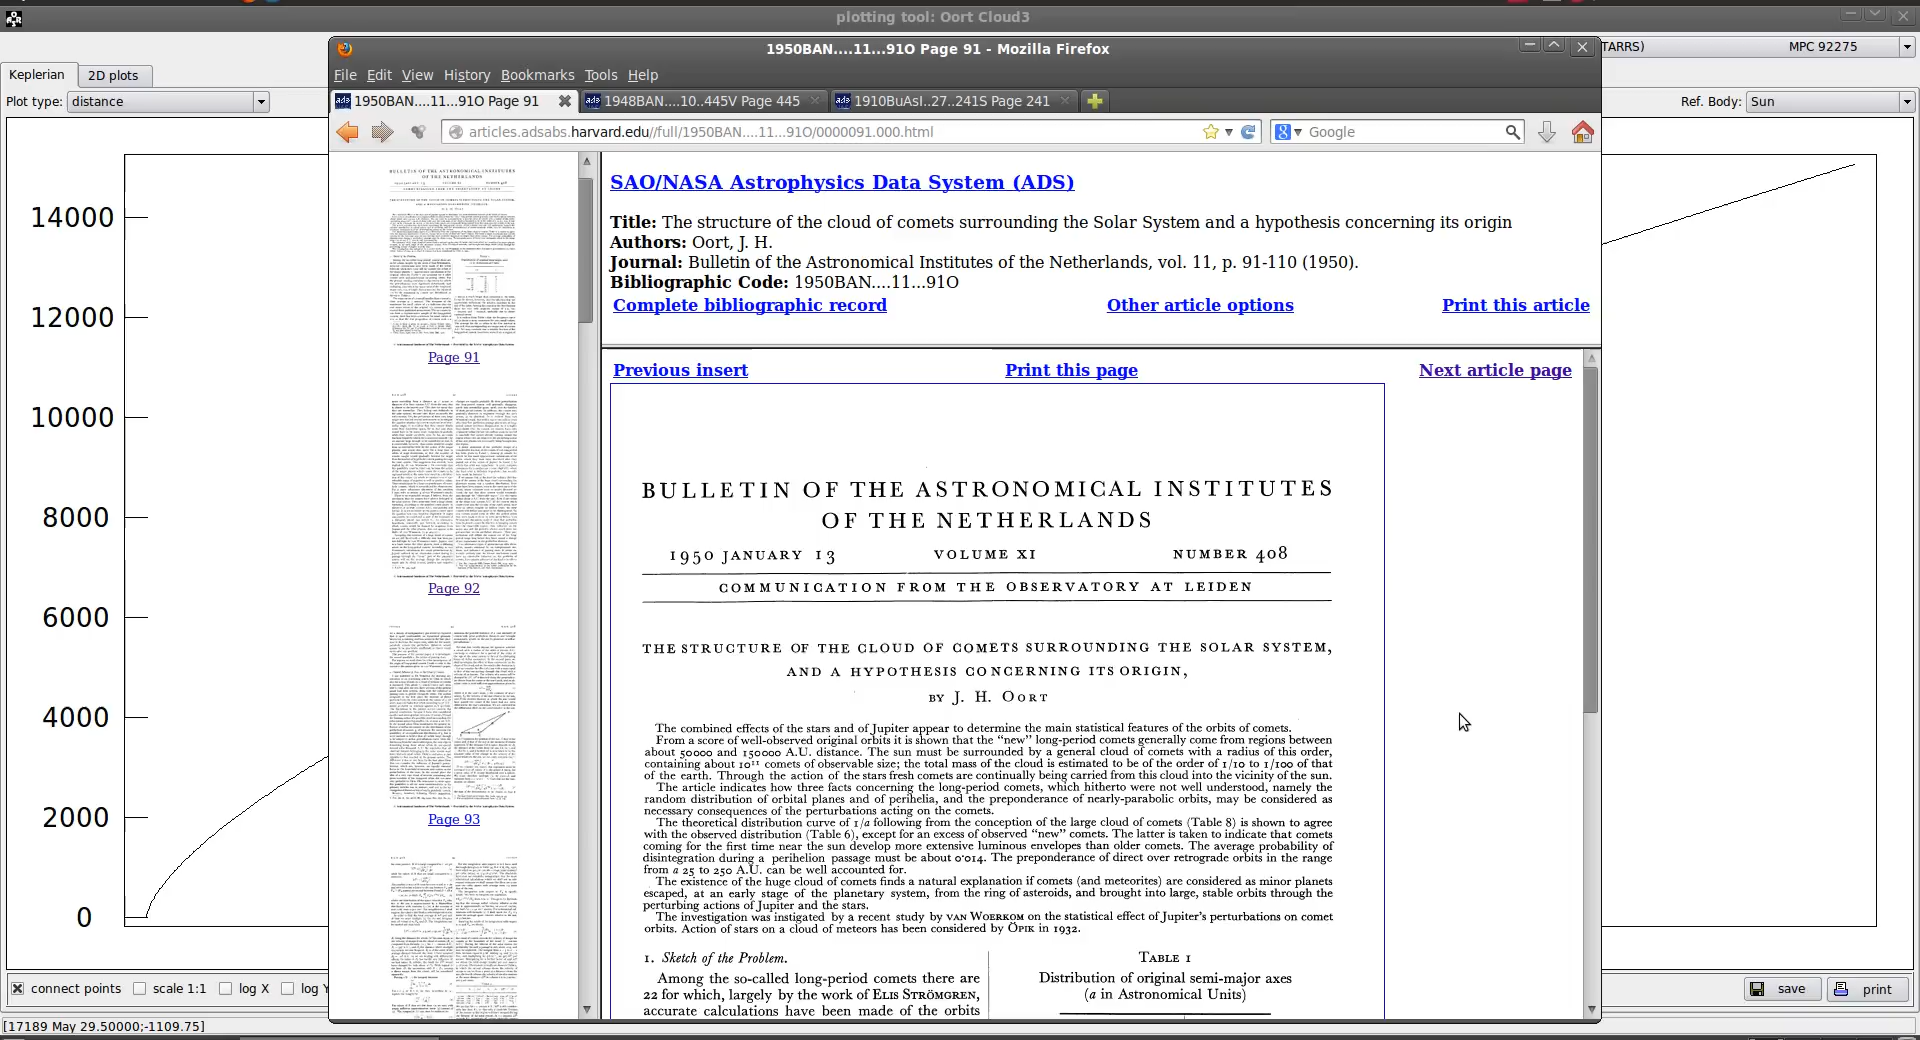 plotting tool: Oort Cloud3
TARRS)
MPC 92275
Keplerian
2D plots
Plot type:
distance
Ref. Body:
Sun
14000
12000
10000
8000
6000
4000
2000
0
connect points
scale 1:1
log X
log Y
save
print
[17189 May 29.50000;-1109.75]
1950BAN....11...91O Page 91 - Mozilla Firefox
File Edit View History Bookmarks Tools Help
1950BAN....11...91O Page 91
1948BAN....10..445V Page 445
1910BuAsI..27..241S Page 241
articles.adsabs.harvard.edu//full/1950BAN....11...91O/0000091.000.html
Google
BULLETIN OF THE ASTRONOMICAL INSTITUTES
OF THE NETHERLANDS
Page 91
Page 92
Page 93
SAO/NASA Astrophysics Data System (ADS)
Title: The structure of the cloud of comets surrounding the Solar System and a hypothesis concerning its origin
Authors: Oort, J. H.
Journal: Bulletin of the Astronomical Institutes of the Netherlands, vol. 11, p. 91-110 (1950).
Bibliographic Code: 1950BAN....11...91O
Complete bibliographic record
Other article options
Print this article
Previous insert
Print this page
Next article page
BULLETIN OF THE ASTRONOMICAL INSTITUTES
OF THE NETHERLANDS
1950 JANUARY 13
VOLUME XI
NUMBER 408
COMMUNICATION FROM THE OBSERVATORY AT LEIDEN
THE STRUCTURE OF THE CLOUD OF COMETS SURROUNDING THE SOLAR SYSTEM,
AND A HYPOTHESIS CONCERNING ITS ORIGIN,
BY J. H. OORT
The combined effects of the stars and of Jupiter appear to determine the main statistical features of the orbits of comets.
From a score of well-observed original orbits it is shown that the “new” long-period comets generally come from regions between
about 50000 and 150000 A.U. distance. The sun must be surrounded by a general cloud of comets with a radius of this order,
containing about 10¹¹ comets of observable size; the total mass of the cloud is estimated to be of the order of 1/10 to 1/100 of that
of the earth. Through the action of the stars fresh comets are continually being carried from this cloud into the vicinity of the sun.
The article indicates how three facts concerning the long-period comets, which hitherto were not well understood, namely the
random distribution of orbital planes and of perihelia, and the preponderance of nearly-parabolic orbits, may be considered as
necessary consequences of the perturbations acting on the comets.
The theoretical distribution curve of 1/a following from the conception of the large cloud of comets (Table 8) is shown to agree
with the observed distribution (Table 6), except for an excess of observed “new” comets. The latter is taken to indicate that comets
coming for the first time near the sun develop more extensive luminous envelopes than older comets. The average probability of
disintegration during a perihelion passage must be about 0·014. The preponderance of direct over retrograde orbits in the range
from a 25 to 250 A.U. can be well accounted for.
The existence of the huge cloud of comets finds a natural explanation if comets (and meteorites) are considered as minor planets
escaped, at an early stage of the planetary system, from the ring of asteroids, and brought into large, stable orbits through the
perturbing actions of Jupiter and the stars.
The investigation was instigated by a recent study by VAN WOERKOM on the statistical effect of Jupiter's perturbations on comet
orbits. Action of stars on a cloud of meteors has been considered by ÖPIK in 1932.
1. Sketch of the Problem.
Among the so-called long-period comets there are
22 for which, largely by the work of ELIS STRÖMGREN,
accurate calculations have been made of the orbits
TABLE 1
Distribution of original semi-major axes
(a in Astronomical Units)